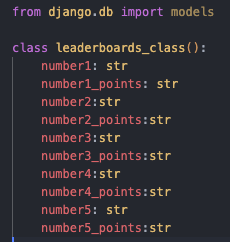 from django.db import models
class leaderboards_class():
number1: str
number1_points: str
number2:str
number2_points:str
number3:str
number3_points:str
number4:str
number4_points:str
number5: str
number5_points:str